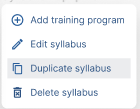 Add training program
Edit syllabus
Duplicate syllabus
Delete syllabus